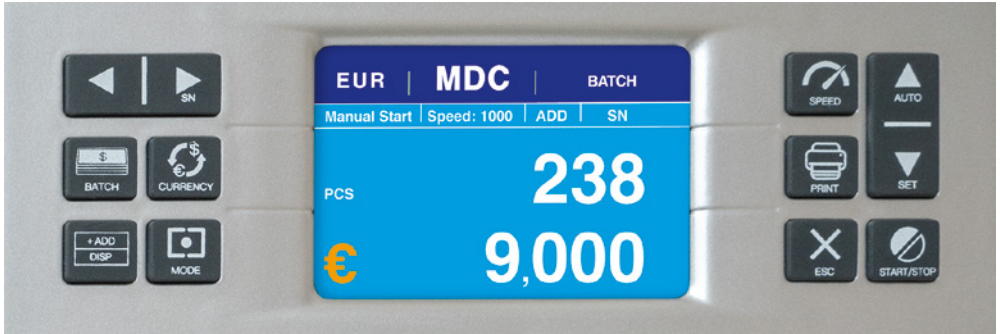 SN
$
BATCH
$
€
CURRENCY
+ADD
DISP
MODE
EUR | MDC | BATCH
Manual Start | Speed: 1000 | ADD | SN
PCS 238
€ 9,000
SPEED
AUTO
PRINT
SET
ESC
START/STOP